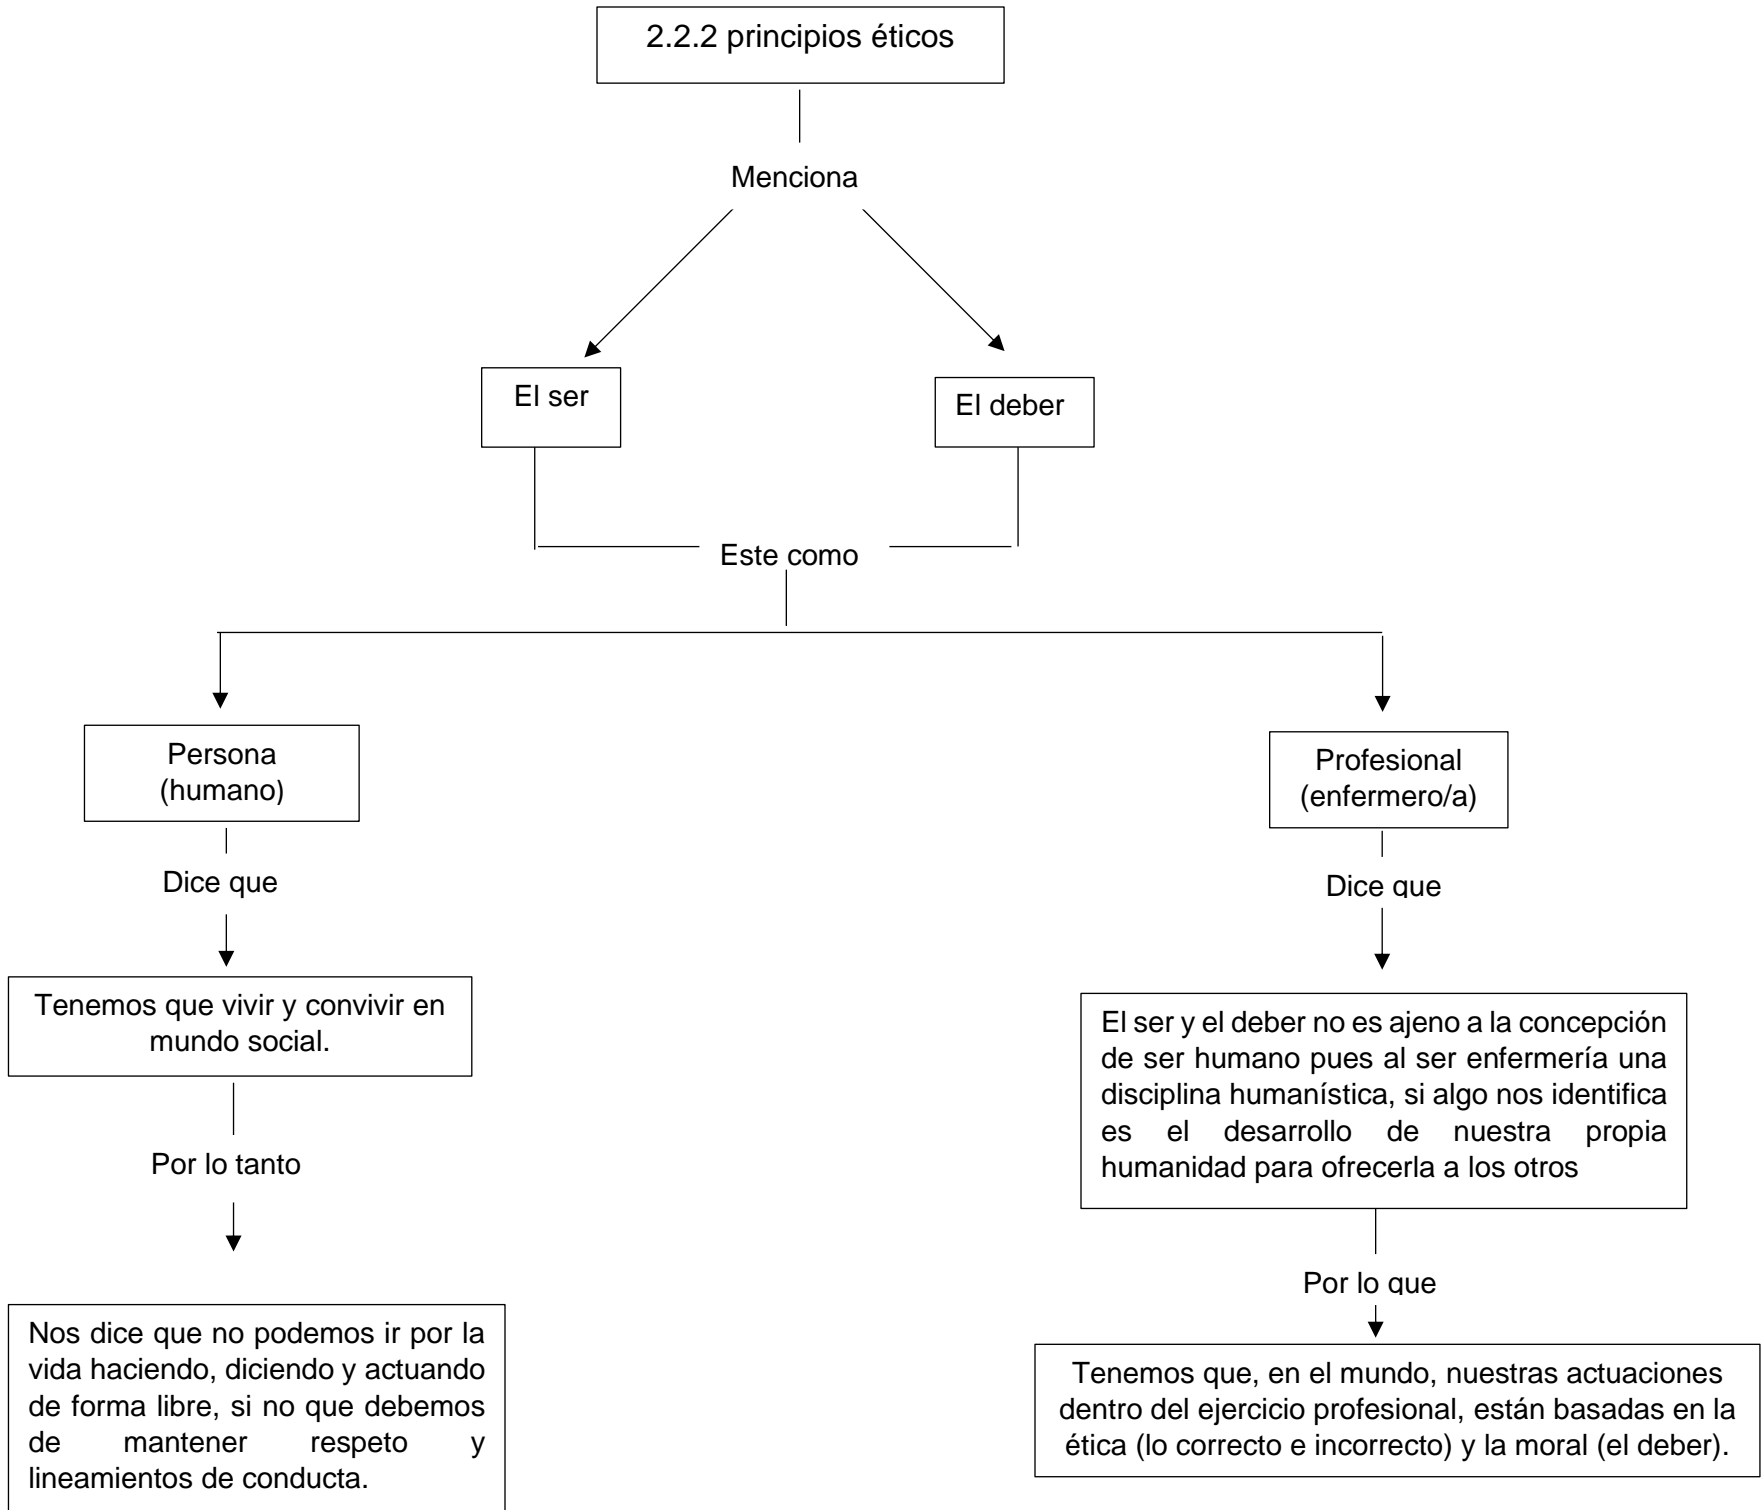 2.2.2 principios éticos
Menciona
El ser
El deber
Este como
Persona
(humano)
Profesional
(enfermero/a)
Dice que
Dice que
Tenemos que vivir y convivir en
mundo social.
El ser y el deber no es ajeno a la concepción
de ser humano pues al ser enfermería una
disciplina humanística, si algo nos identifica
es el desarrollo de nuestra propia
humanidad para ofrecerla a los otros
Por lo tanto
Por lo que
Nos dice que no podemos ir por la
vida haciendo, diciendo y actuando
de forma libre, si no que debemos
de mantener respeto y
lineamientos de conducta.
Tenemos que, en el mundo, nuestras actuaciones
dentro del ejercicio profesional, están basadas en la
ética (lo correcto e incorrecto) y la moral (el deber).